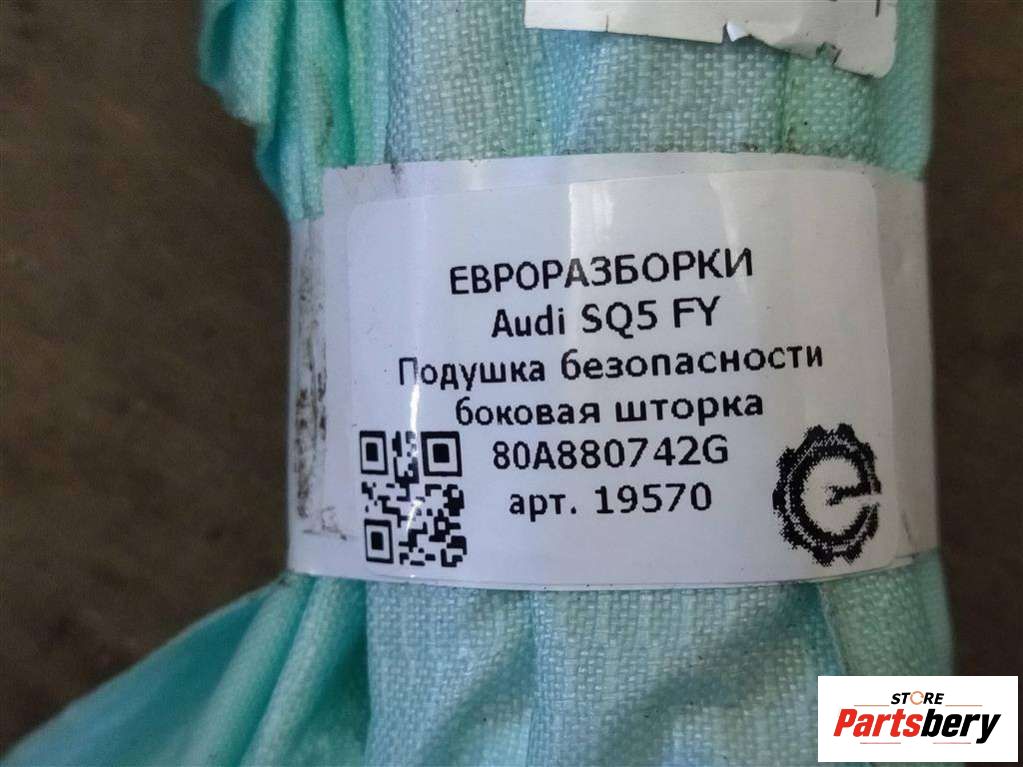 ЕВРОРАЗБОРКИ
Audi SQ5 FY
Подушка безопасности
боковая шторка
80A880742G
арт. 19570
STORE
Partsbery